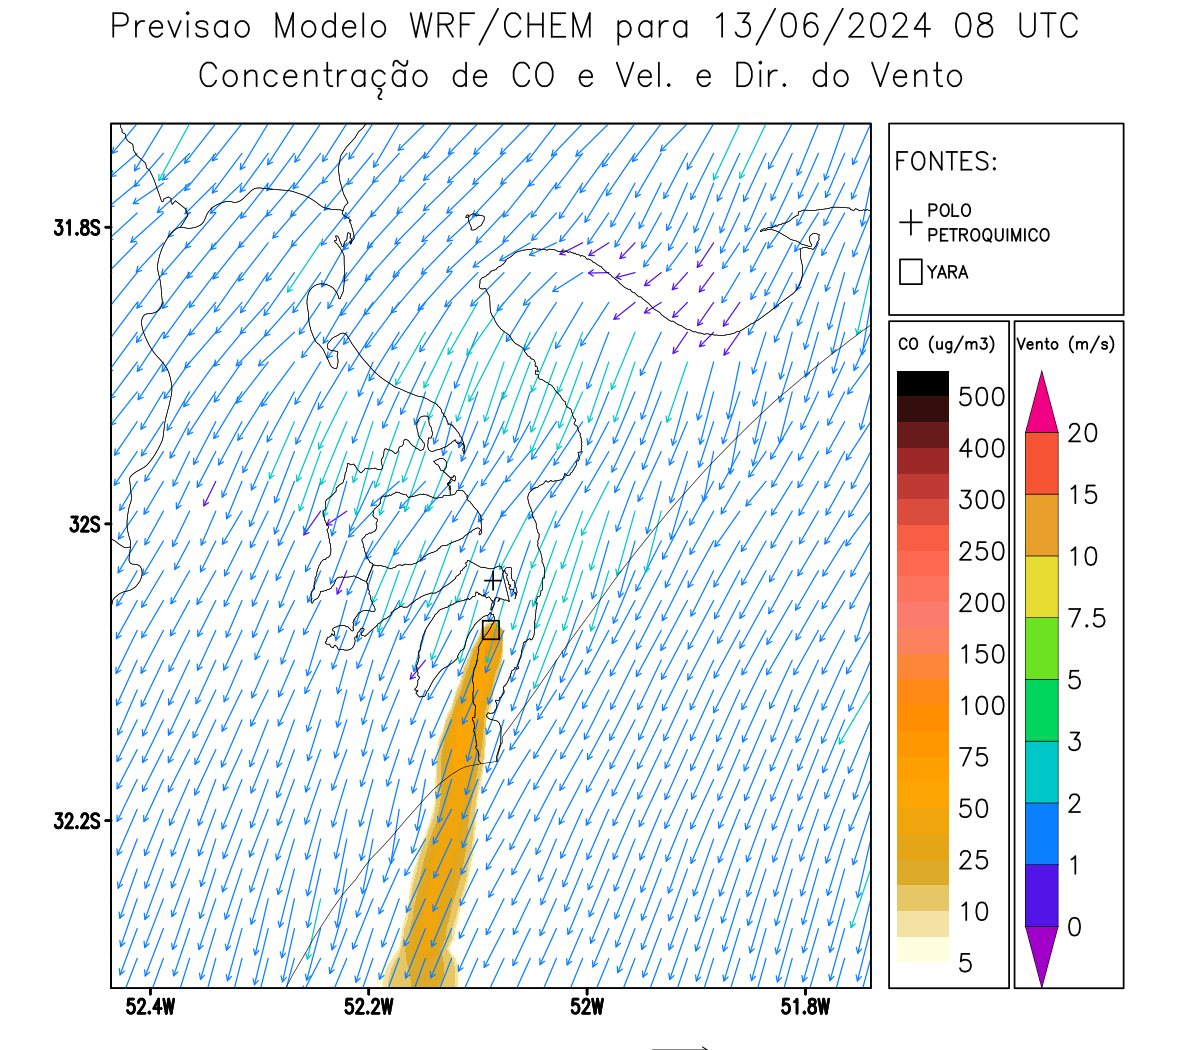 Previsao Modelo WRF/CHEM para 13/06/2024 08 UTC
Concentração de CO e Vel. e Dir. do Vento
FONTES:
POLO
PETROQUIMICO
YARA
31.8S
32S
32.2S
52.4W
52.2W
52W
51.8W
CO (ug/m3)
500
400
300
250
200
150
100
75
50
25
10
5
Vento (m/s)
20
15
10
7.5
5
3
2
1
0